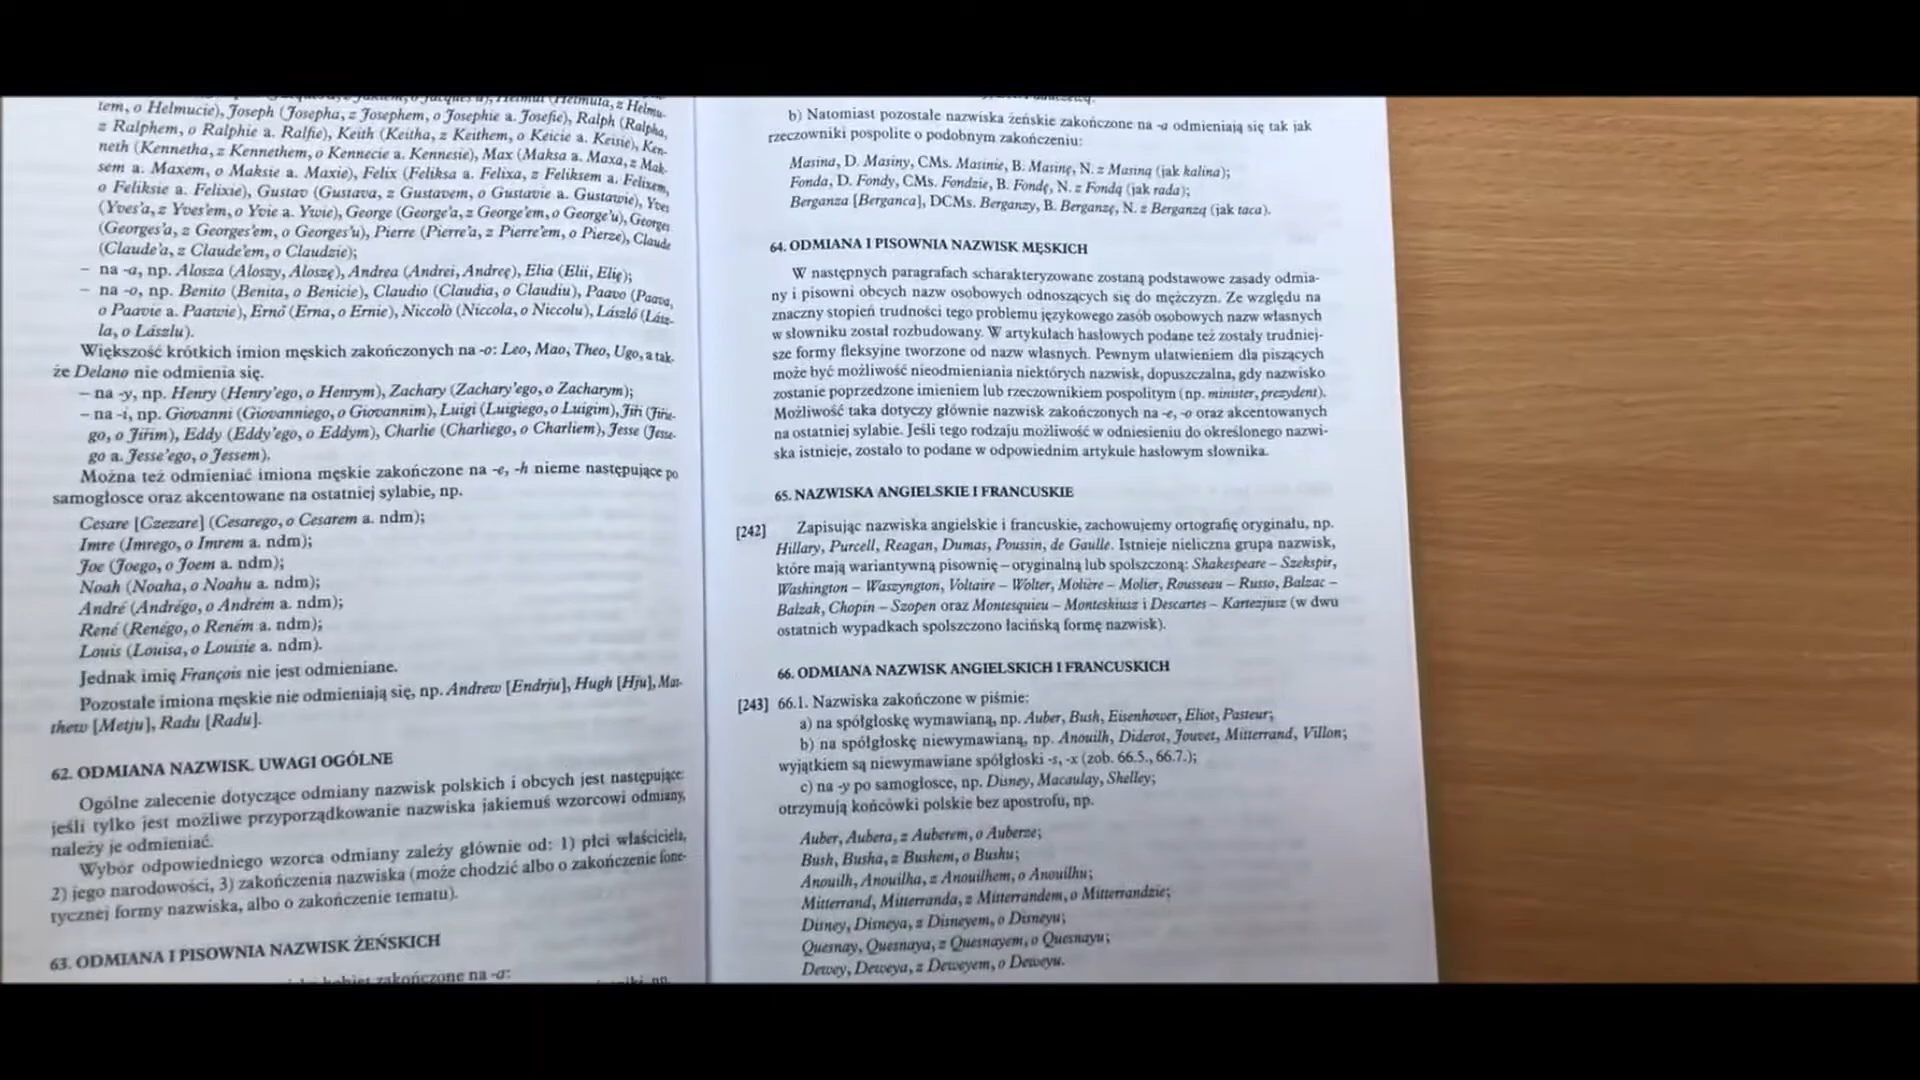 tem, o Helmucie), Joseph (Josepha, z Josephem, o Josephie a. Josefie), Ralph (Ralpha,
z Ralphem, o Ralphie a. Ralfie), Keith (Keitha, z Keithem, o Keicie a. Keisie), Ken-
neth (Kennetha, z Kennethem, o Kennecie a. Kennesie), Max (Maksa a. Maxa, z Mak-
sem a. Maxem, o Maksie a. Maxie), Felix (Feliksa a. Felixa, z Feliksem a. Felixem,
o Feliksie a. Felixie), Gustav (Gustava, z Gustavem, o Gustavie a. Gustawie), Yves
(Yves'a, z Yves'em, o Yvie a. Ywie), George (George'a, z George'em, o George'u), Georges
(Georges'a, z Georges'em, o Georges'u), Pierre (Pierre'a, z Pierre'em, o Pierze), Claude
(Claude'a, z Claude'em, o Claudzie);
– na -a, np. Alosza (Aloszy, Aloszę), Andrea (Andrei, Andreę), Elia (Elii, Elię);
– na -o, np. Benito (Benita, o Benicie), Claudio (Claudia, o Claudiu), Paavo (Paava,
o Paavie a. Paawie), Ernő (Erna, o Ernie), Niccolò (Niccola, o Niccolu), László (Lász-
la, o Lászlu).
Większość krótkich imion męskich zakończonych na -o: Leo, Mao, Theo, Ugo, a tak-
że Delano nie odmienia się.
– na -y, np. Henry (Henry'ego, o Henrym), Zachary (Zachary'ego, o Zacharym);
– na -i, np. Giovanni (Giovanniego, o Giovannim), Luigi (Luigiego, o Luigim), Jiři (Jiřie-
go, o Jiřim), Eddy (Eddy'ego, o Eddym), Charlie (Charliego, o Charliem), Jesse (Jesse-
go a. Jesse'ego, o Jessem).
Można też odmieniać imiona męskie zakończone na -e, -h nieme następujące po
samogłosce oraz akcentowane na ostatniej sylabie, np.
Cesare [Czezare] (Cesarego, o Cesarem a. ndm);
Imre (Imrego, o Imrem a. ndm);
Joe (Joego, o Joem a. ndm);
Noah (Noaha, o Noahu a. ndm);
André (Andrégo, o Andrém a. ndm);
René (Renégo, o Reném a. ndm);
Louis (Louisa, o Louisie a. ndm).
Jednak imię François nie jest odmieniane.
Pozostałe imiona męskie nie odmieniają się, np. Andrew [Endrju], Hugh [Hju], Mat-
thew [Metju], Radu [Radu].
62. ODMIANA NAZWISK. UWAGI OGÓLNE
Ogólne zalecenie dotyczące odmiany nazwisk polskich i obcych jest następujące:
jeśli tylko jest możliwe przyporządkowanie nazwiska jakiemuś wzorcowi odmiany,
należy je odmieniać.
Wybór odpowiedniego wzorca odmiany zależy głównie od: 1) płci właściciela,
2) jego narodowości, 3) zakończenia nazwiska (może chodzić albo o zakończenie fone-
tycznej formy nazwiska, albo o zakończenie tematu).
63. ODMIANA I PISOWNIA NAZWISK ŻEŃSKICH
kobiet zakończone na -a:
b) Natomiast pozostałe nazwiska żeńskie zakończone na -a odmieniają się tak jak
rzeczowniki pospolite o podobnym zakończeniu:
Masina, D. Masiny, CMs. Masinie, B. Masinę, N. z Masiną (jak kalina);
Fonda, D. Fondy, CMs. Fondzie, B. Fondę, N. z Fondą (jak rada);
Berganza [Berganca], DCMs. Berganzy, B. Berganzę, N. z Berganzą (jak taca).
64. ODMIANA I PISOWNIA NAZWISK MĘSKICH
W następnych paragrafach scharakteryzowane zostaną podstawowe zasady odmia-
ny i pisowni obcych nazw osobowych odnoszących się do mężczyzn. Ze względu na
znaczny stopień trudności tego problemu językowego zasób osobowych nazw własnych
w słowniku został rozbudowany. W artykułach hasłowych podane też zostały trudniej-
sze formy fleksyjne tworzone od nazw własnych. Pewnym ułatwieniem dla piszących
może być możliwość nieodmieniania niektórych nazwisk, dopuszczalna, gdy nazwisko
zostanie poprzedzone imieniem lub rzeczownikiem pospolitym (np. minister, prezydent).
Możliwość taka dotyczy głównie nazwisk zakończonych na -e, -o oraz akcentowanych
na ostatniej sylabie. Jeśli tego rodzaju możliwość w odniesieniu do określonego nazwi-
ska istnieje, zostało to podane w odpowiednim artykule hasłowym słownika.
65. NAZWISKA ANGIELSKIE I FRANCUSKIE
[242] Zapisując nazwiska angielskie i francuskie, zachowujemy ortografię oryginału, np.
Hillary, Purcell, Reagan, Dumas, Poussin, de Gaulle. Istnieje nieliczna grupa nazwisk,
które mają wariantywną pisownię – oryginalną lub spolszczoną: Shakespeare – Szekspir,
Washington – Waszyngton, Voltaire – Wolter, Molière – Molier, Rousseau – Russo, Balzac –
Balzak, Chopin – Szopen oraz Montesquieu – Monteskiusz i Descartes – Kartezjusz (w dwu
ostatnich wypadkach spolszczono łacińską formę nazwisk).
66. ODMIANA NAZWISK ANGIELSKICH I FRANCUSKICH
[243] 66.1. Nazwiska zakończone w piśmie:
a) na spółgłoskę wymawianą, np. Auber, Bush, Eisenhower, Eliot, Pasteur;
b) na spółgłoskę niewymawianą, np. Anouilh, Diderot, Jouvet, Mitterrand, Villon;
wyjątkiem są niewymawiane spółgłoski -s, -x (zob. 66.5., 66.7.);
c) na -y po samogłosce, np. Disney, Macaulay, Shelley;
otrzymują końcówki polskie bez apostrofu, np.
Auber, Aubera, z Auberem, o Auberze;
Bush, Busha, z Bushem, o Bushu;
Anouilh, Anouilha, z Anouilhem, o Anouilhu;
Mitterrand, Mitterranda, z Mitterrandem, o Mitterrandzie;
Disney, Disneya, z Disneyem, o Disneyu;
Quesnay, Quesnaya, z Quesnayem, o Quesnayu;
Dewey, Deweya, z Deweyem, o Deweyu.